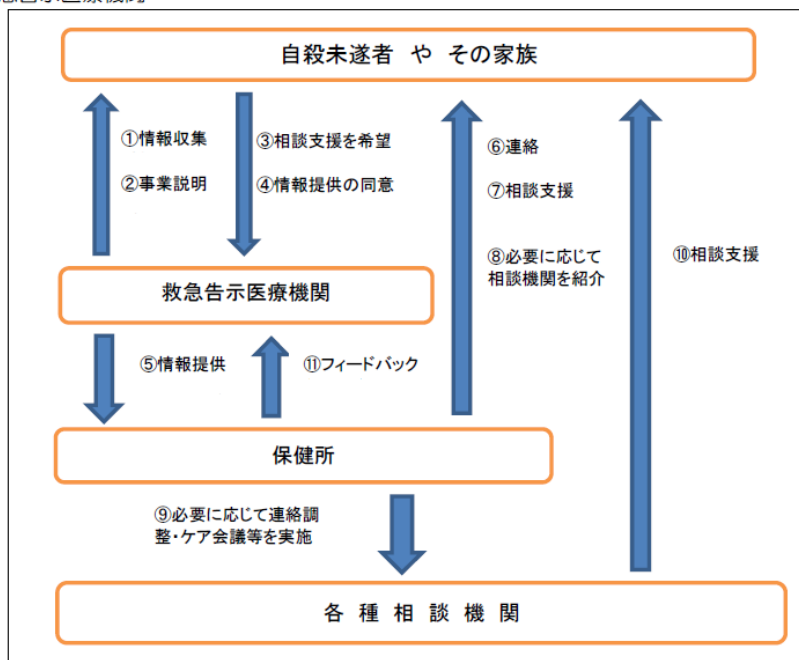 自殺未遂者 や その家族
①情報収集
②事業説明
③相談支援を希望
④情報提供の同意
⑥連絡
⑦相談支援
⑧必要に応じて
相談機関を紹介
⑩相談支援
救急告示医療機関
⑤情報提供
⑪フィードバック
保健所
⑨必要に応じて連絡調
整・ケア会議等を実施
各 種 相 談 機 関